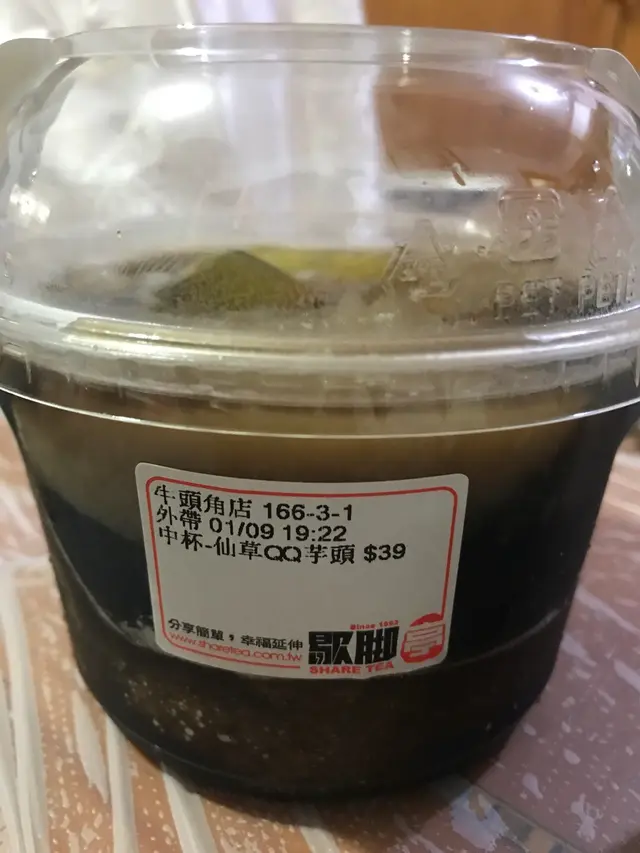 牛頭角店 166-3-1
外帶 01/09 19:22
中杯-仙草QQ芋頭 $39
分享簡單，幸福延伸
www.sharetea.com.tw
Since 1992
歇脚亭
SHARE TEA
PET